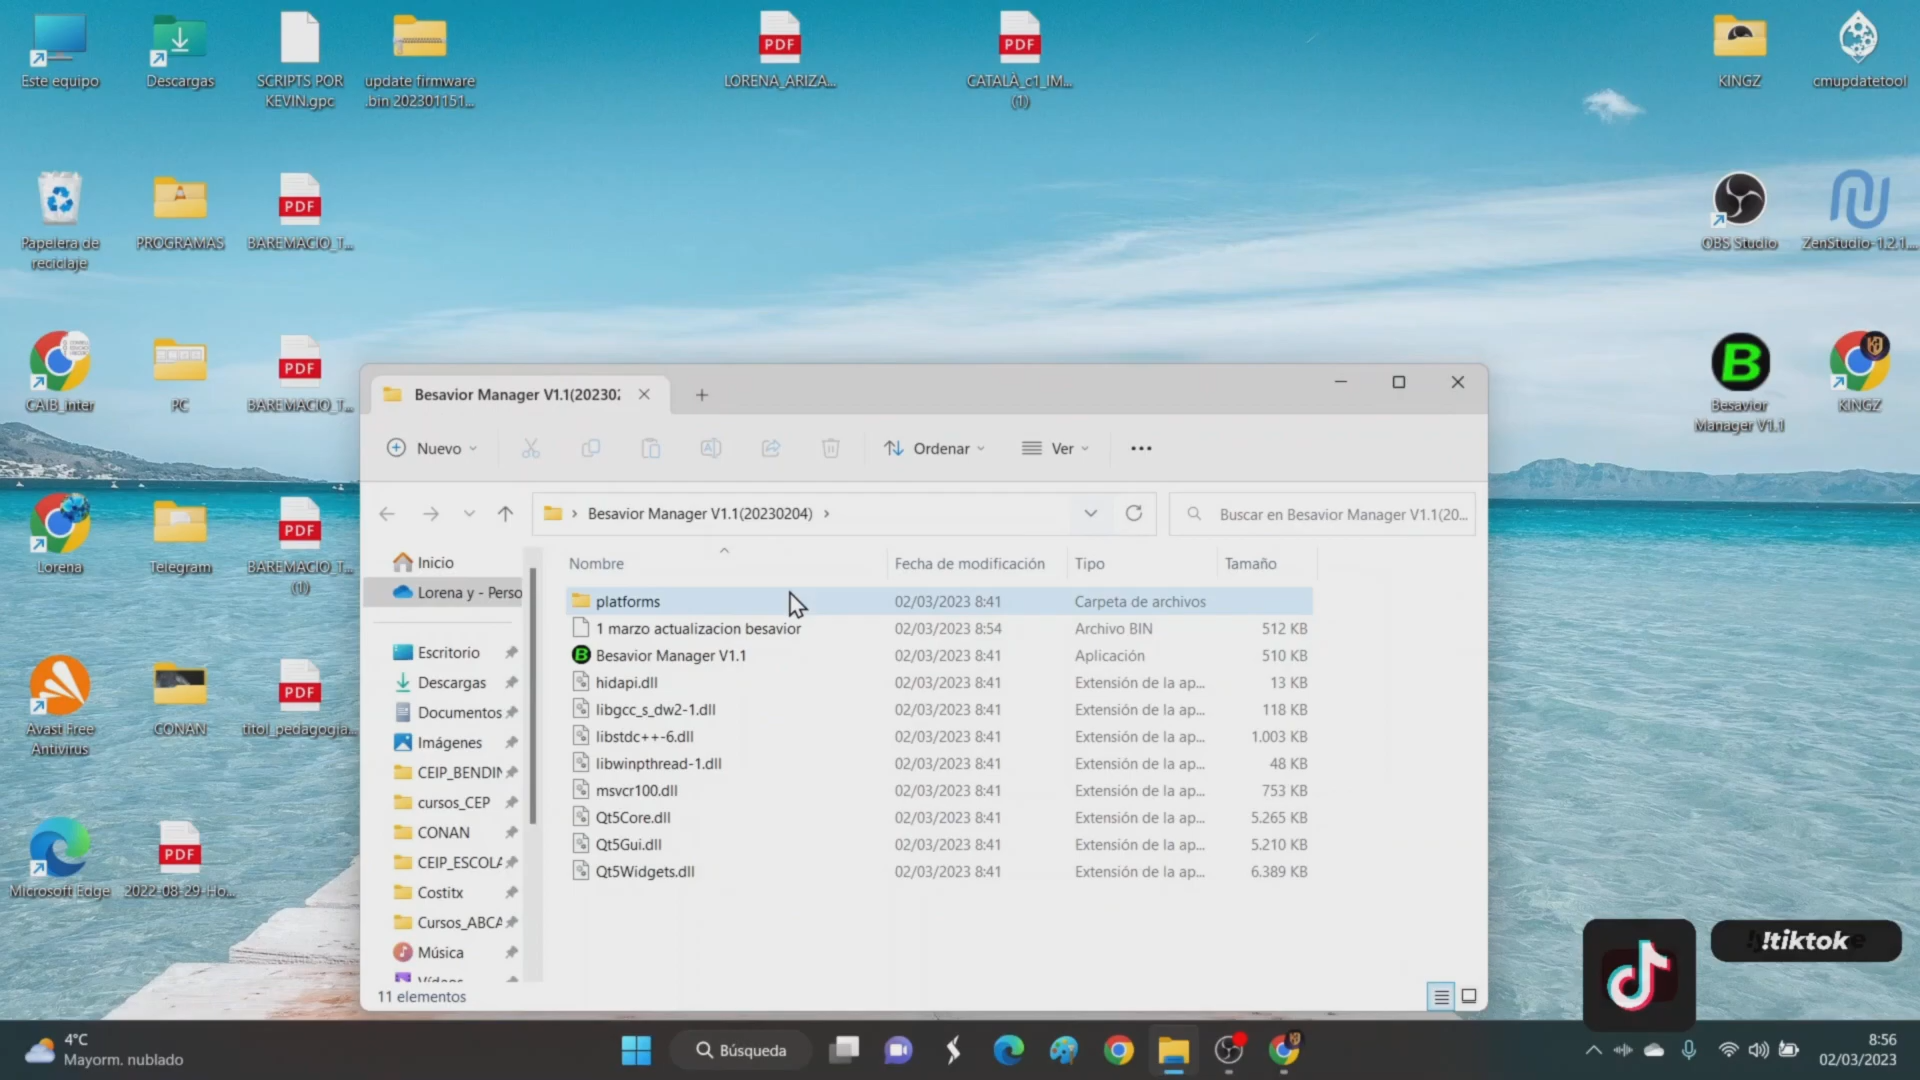 Este equipo
Descargas
SCRIPTS POR
KEVIN.gpc
update firmware
.bin 202301151...
PDF
LORENA_ARIZA...
PDF
CATALÀ_c1_IM...
(1)
KINGZ
cmupdatetool
Papelera de
reciclaje
PROGRAMAS
PDF
BAREMACIO_T...
OBS Studio
ZenStudio-1.2.1...
CAIB_inter
PC
PDF
BAREMACIO_T...
B
Besavior
Manager V1.1
KINGZ
Lorena
Telegram
PDF
BAREMACIO_T...
(1)
Avast Free
Antivirus
CONAN
PDF
titol_pedagogia...
Microsoft Edge
PDF
2022-08-29-Ho...
Besavior Manager V1.1(20230
Nuevo
Ordenar
Ver
Besavior Manager V1.1(20230204)
Buscar en Besavior Manager V1.1(20...
Nombre
Fecha de modificación
Tipo
Tamaño
platforms 02/03/2023 8:41 Carpeta de archivos
1 marzo actualizacion besavior 02/03/2023 8:54 Archivo BIN 512 KB
Besavior Manager V1.1 02/03/2023 8:41 Aplicación 510 KB
hidapi.dll 02/03/2023 8:41 Extensión de la ap... 13 KB
libgcc_s_dw2-1.dll 02/03/2023 8:41 Extensión de la ap... 118 KB
libstdc++-6.dll 02/03/2023 8:41 Extensión de la ap... 1.003 KB
libwinpthread-1.dll 02/03/2023 8:41 Extensión de la ap... 48 KB
msvcr100.dll 02/03/2023 8:41 Extensión de la ap... 753 KB
Qt5Core.dll 02/03/2023 8:41 Extensión de la ap... 5.265 KB
Qt5Gui.dll 02/03/2023 8:41 Extensión de la ap... 5.210 KB
Qt5Widgets.dll 02/03/2023 8:41 Extensión de la ap... 6.389 KB
Inicio
Lorena y - Perso
Escritorio
Descargas
Documentos
Imágenes
CEIP_BENDIN
cursos_CEP
CONAN
CEIP_ESCOLA
Costitx
Cursos_ABCA
Música
Vídeos
11 elementos
!tiktok
4°C
Mayorm. nublado
Búsqueda
8:56
02/03/2023